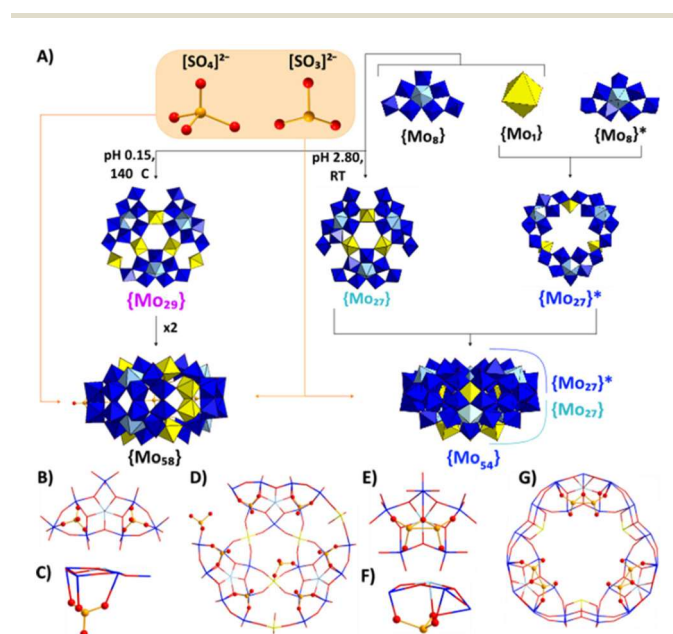 A)
[SO₄]²⁻ [SO₃]²⁻
{Mo₈} {Mo₁} {Mo₈}*
pH 0.15,
140 C
pH 2.80,
RT
{Mo₂₉} {Mo₂₇} {Mo₂₇}*
x2
{Mo₂₇}*
{Mo₂₇}
{Mo₅₈} {Mo₅₄}
B) D) E) G)
C) F)